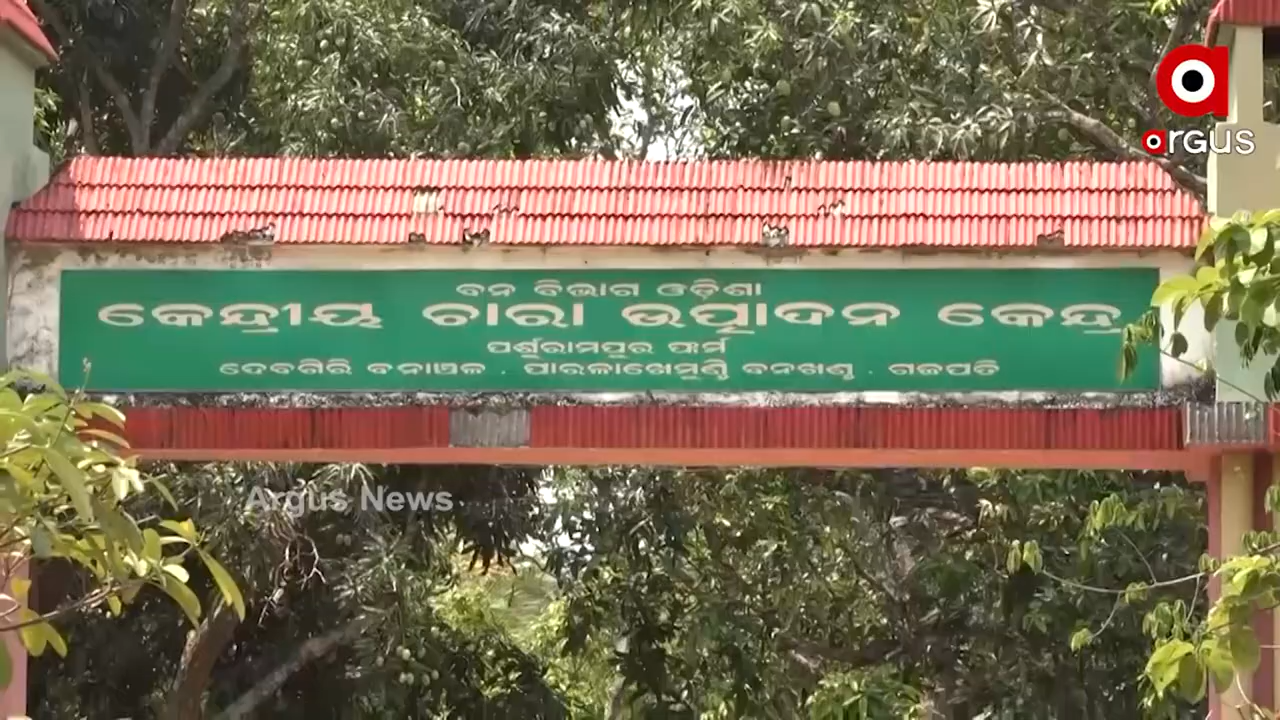 argus
ବନ ବିଭାଗ ଓଡ଼ିଶା
କେନ୍ଦ୍ରୀୟ ଚାରା ଉତ୍ପାଦନ କେନ୍ଦ୍ର
ପର୍ଶୁରାମପୁର ଫାର୍ମ
ଦେବଗିରି ବନାଞ୍ଚଳ . ପାରଳାଖେମୁଣ୍ଡି ବନଖଣ୍ଡ . ଗଜପତି
Argus News